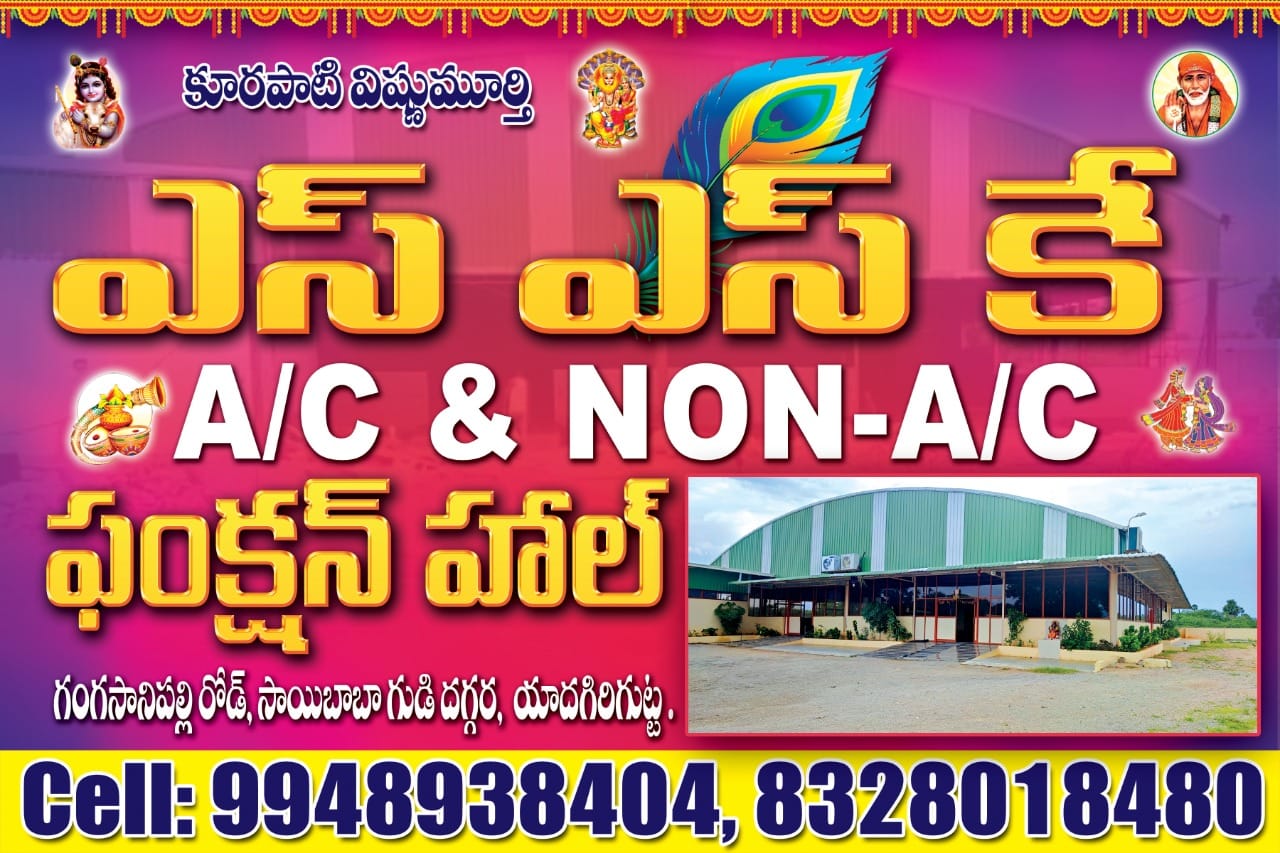 కూరపాటి విష్ణుమూర్తి
ఎస్ ఎస్ కే
A/C & NON-A/C
ఫంక్షన్ హాల్
గంగసానిపల్లి రోడ్, సాయిబాబా గుడి దగ్గర, యాదగిరిగుట్ట.
Cell: 9948938404, 8328018480